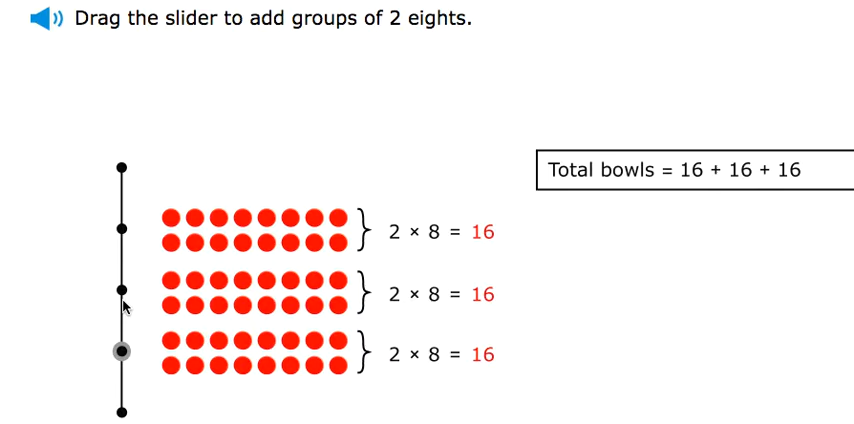 Drag the slider to add groups of 2 eights.
Total bowls = 16 + 16 + 16
2 × 8 = 16
2 × 8 = 16
2 × 8 = 16